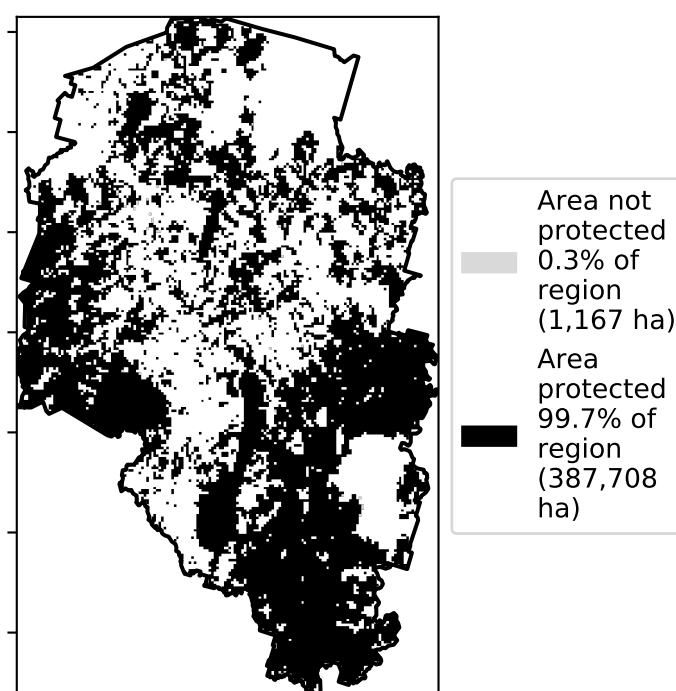 Area not
protected
0.3% of
region
(1,167 ha)
Area
protected
99.7% of
region
(387,708
ha)